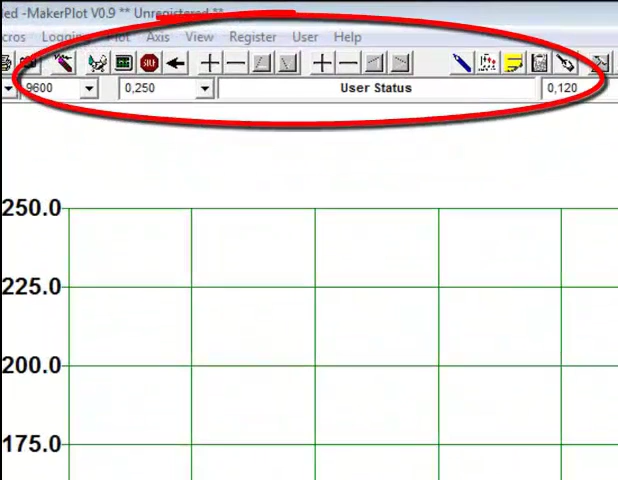 led -MakerPlot V0.9 ** Unregistered **
cros Logging Plot Axis View Register User Help
9600 0,250 User Status 0,120
250.0
225.0
200.0
175.0